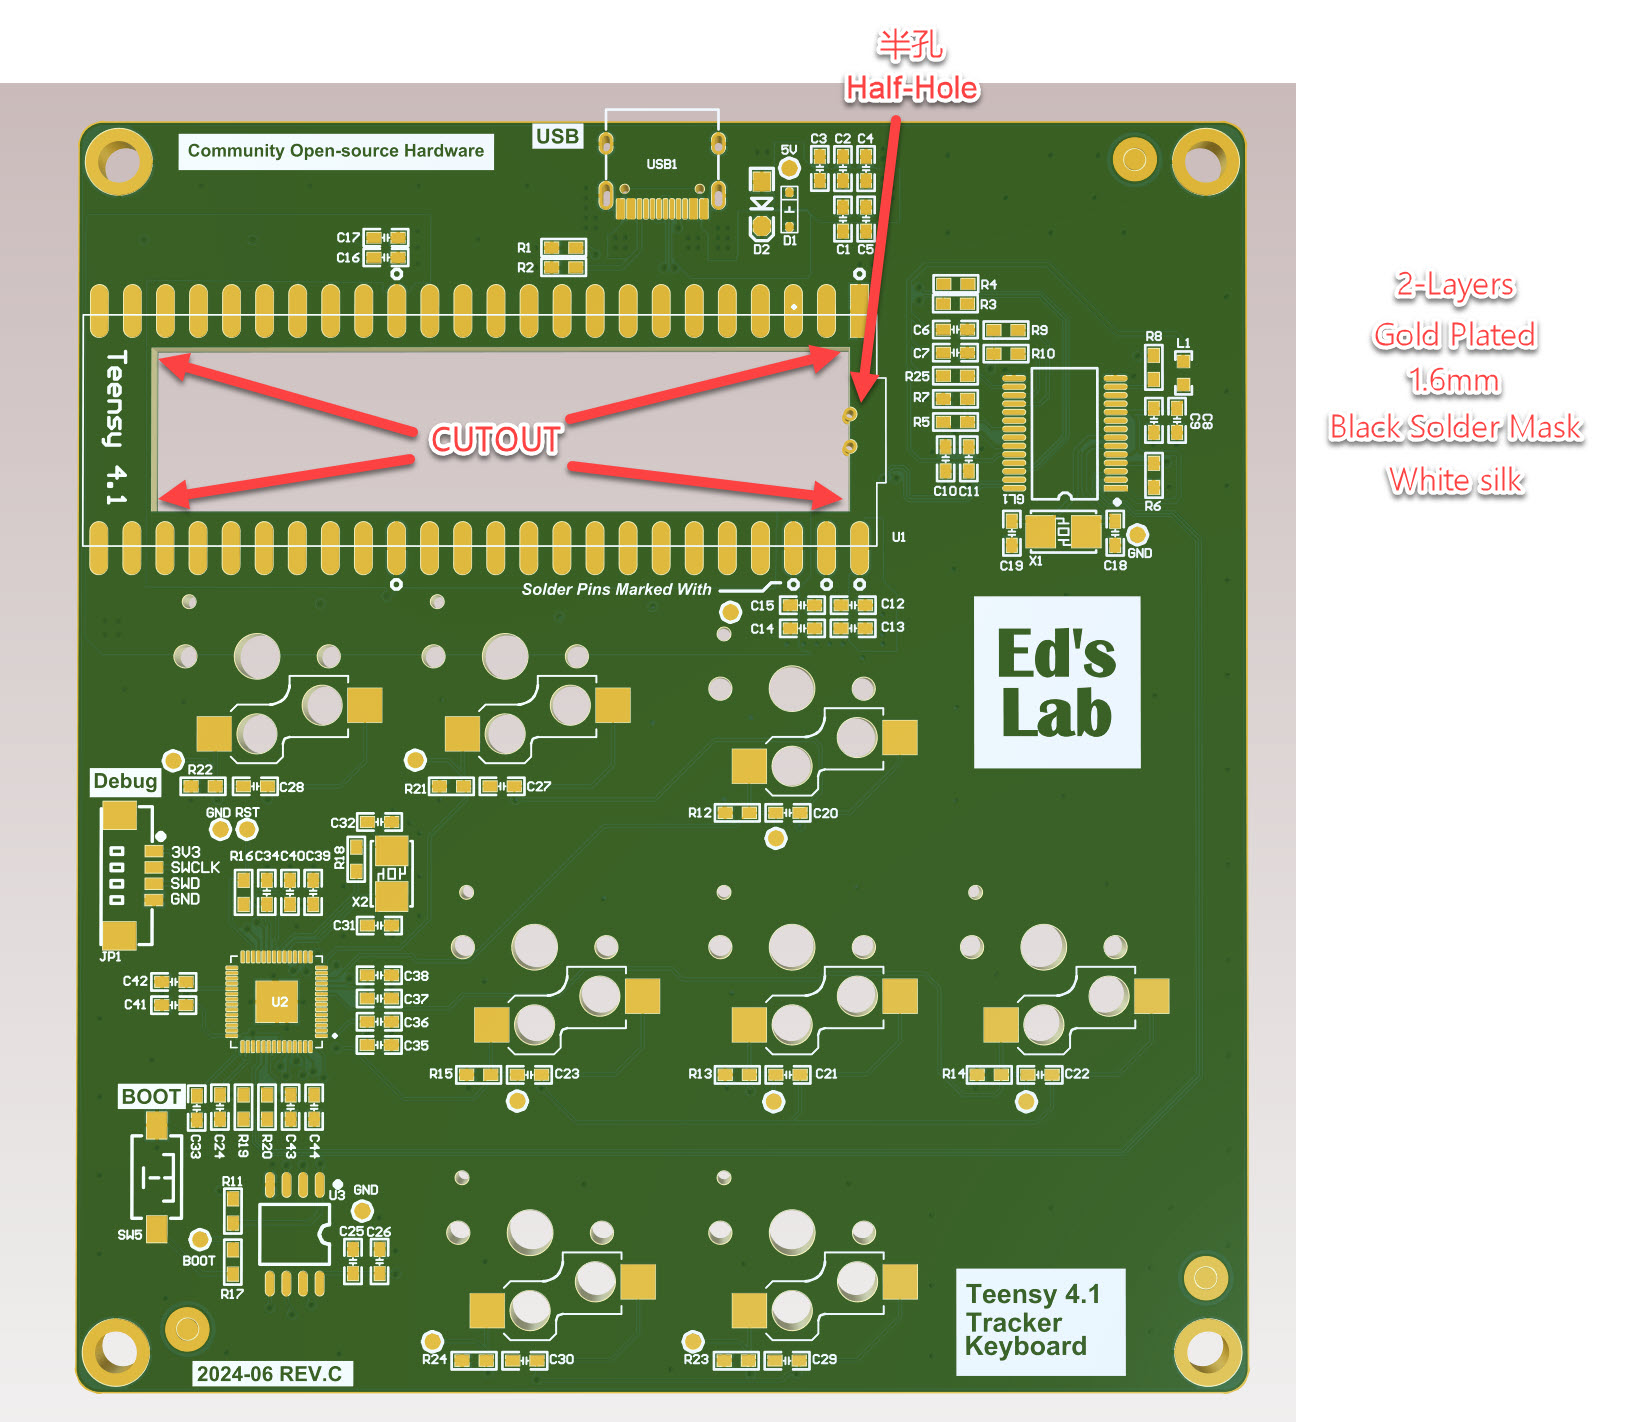 半孔
Half-Hole
Community Open-source Hardware
USB
USB1
5V
C3 C2 C4
D2
D1
C1 C5
C17
C16
R1
R2
2-Layers
Gold Plated
1.6mm
Black Solder Mask
White silk
R4
R3
C6
R9
C7
R10
R25
R7
R5
C10 C11
R8
L1
C9
C8
R6
GL1
C19
X1
C18
GND
Teensy 4.1
CUTOUT
U1
Solder Pins Marked With
C15
C12
C14
C13
Ed's
Lab
R22
C28
R21
C27
R12
C20
Debug
GND RST
3V3
SWCLK
SWD
GND
JP1
R16 C34 C40 C39
C32
R18
X2
C31
C42
C41
U2
C38
C37
C36
C35
R15
C23
R13
C21
R14
C22
BOOT
C33 C24 R19 R20 C43 C44
SW5
BOOT
R11
R17
U3
GND
C25 C26
R24
C30
R23
C29
Teensy 4.1
Tracker
Keyboard
2024-06 REV.C